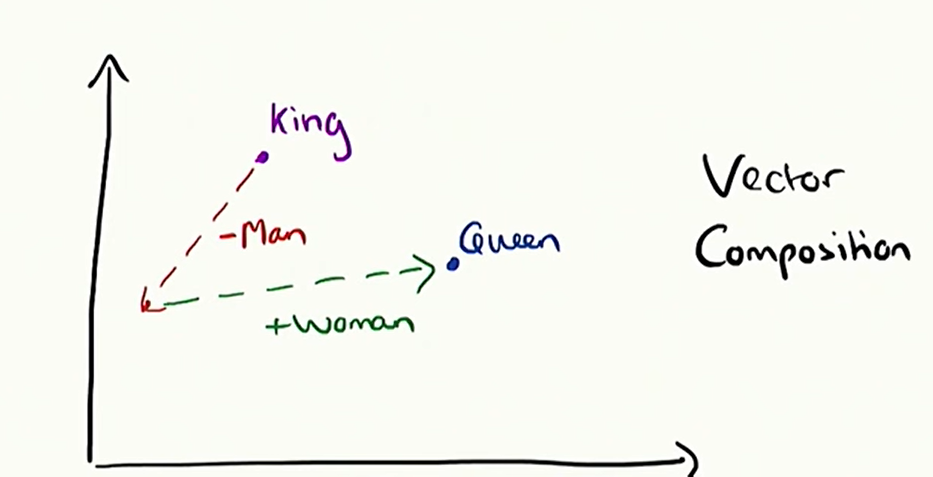 King
-Man
Queen
+Woman
Vector
Composition